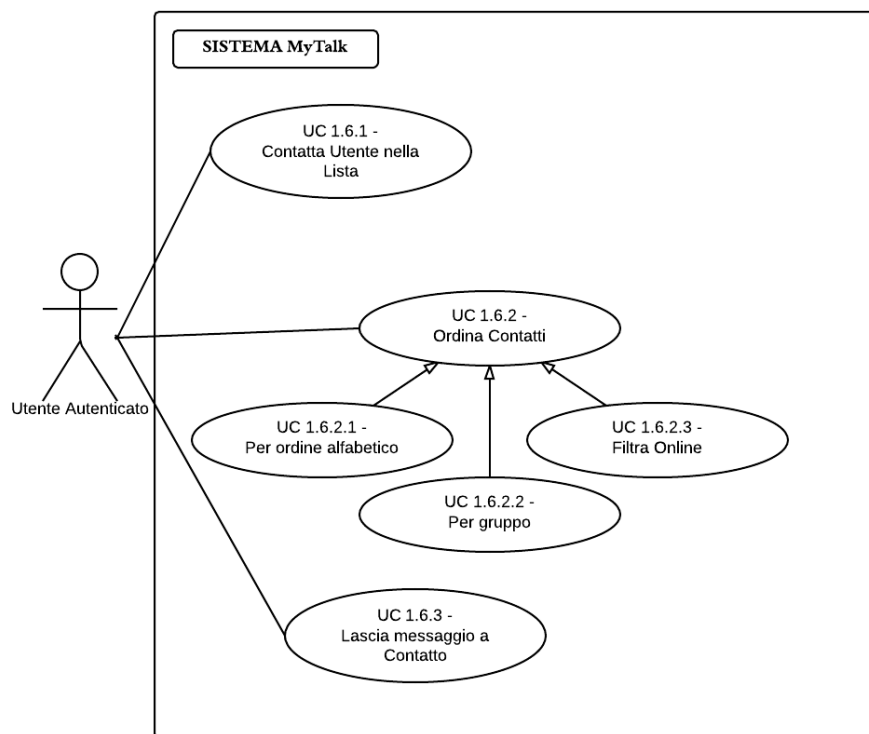 SISTEMA MyTalk
UC 1.6.1 -
Contatta Utente nella
Lista
UC 1.6.2 -
Ordina Contatti
Utente Autenticato
UC 1.6.2.1 -
Per ordine alfabetico
UC 1.6.2.3 -
Filtra Online
UC 1.6.2.2 -
Per gruppo
UC 1.6.3 -
Lascia messaggio a
Contatto